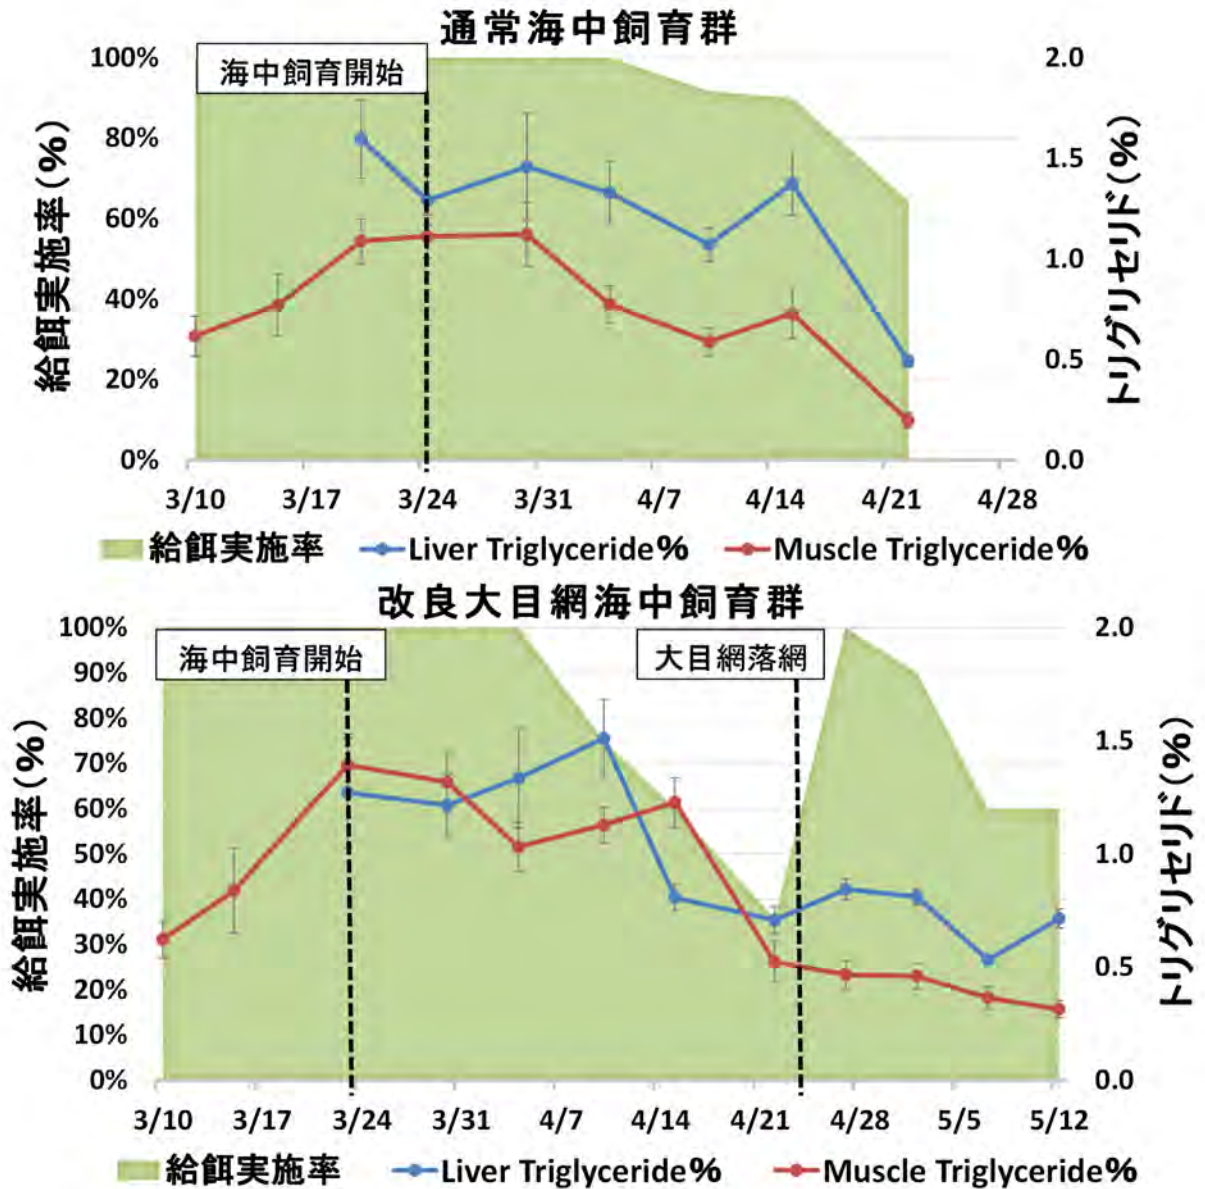 通常海中飼育群
海中飼育開始
100%
80%
60%
40%
20%
0%
給餌実施率(%)
2.0
1.5
1.0
0.5
0.0
トリグリセリド(%)
3/10 3/17 3/24 3/31 4/7 4/14 4/21 4/28
給餌実施率 Liver Triglyceride% Muscle Triglyceride%
改良大目網海中飼育群
海中飼育開始 大目網落網
100%
90%
80%
70%
60%
50%
40%
30%
20%
10%
0%
給餌実施率(%)
2.0
1.5
1.0
0.5
0.0
トリグリセリド(%)
3/10 3/17 3/24 3/31 4/7 4/14 4/21 4/28 5/5 5/12
給餌実施率 Liver Triglyceride% Muscle Triglyceride%